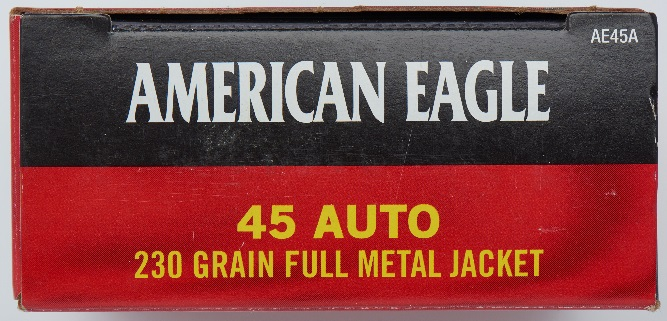 AE45A
AMERICAN EAGLE
45 AUTO
230 GRAIN FULL METAL JACKET